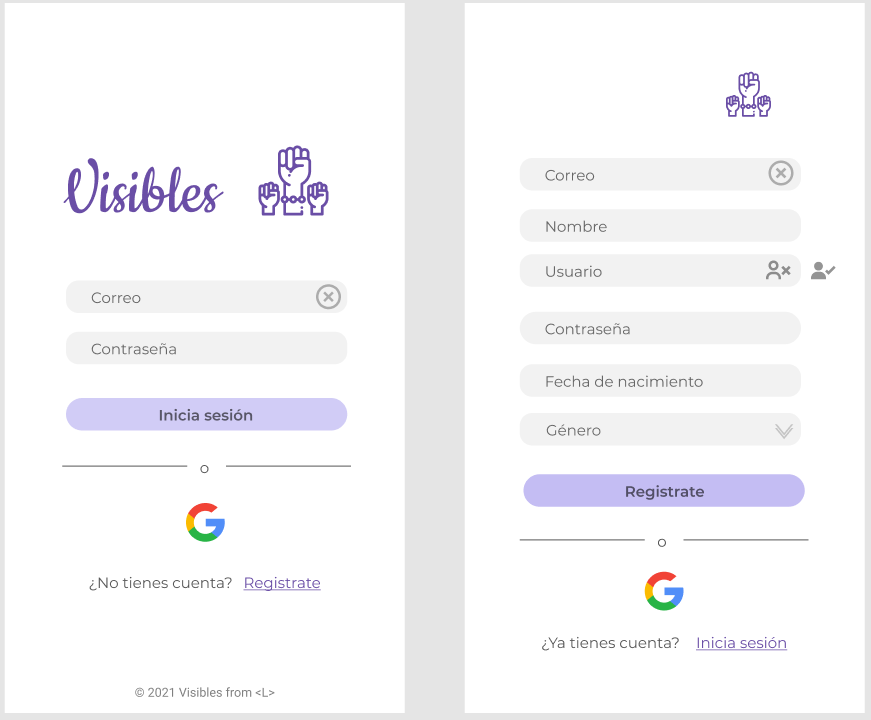 Visibles
Correo
Contraseña
Inicia sesión
o
¿No tienes cuenta? Registrate
© 2021 Visibles from <L>
Correo
Nombre
Usuario
Contraseña
Fecha de nacimiento
Género
Registrate
o
¿Ya tienes cuenta? Inicia sesión